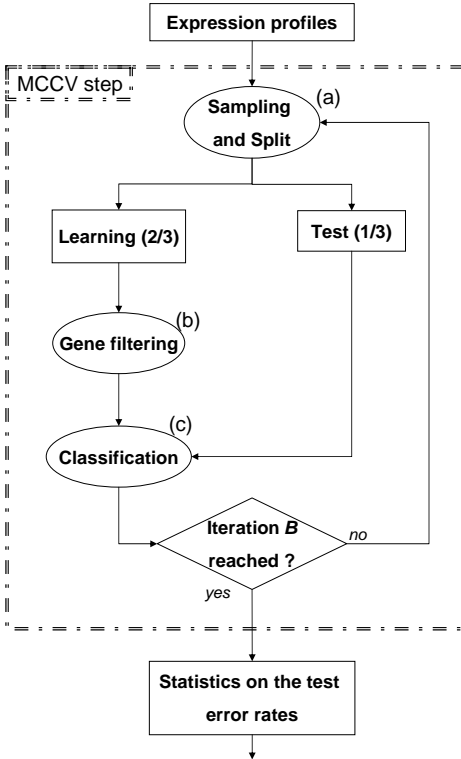 Expression profiles
MCCV step
(a)
Sampling
and Split
Learning (2/3)
Test (1/3)
(b)
Gene filtering
(c)
Classification
Iteration B
reached ?
no
yes
Statistics on the test
error rates